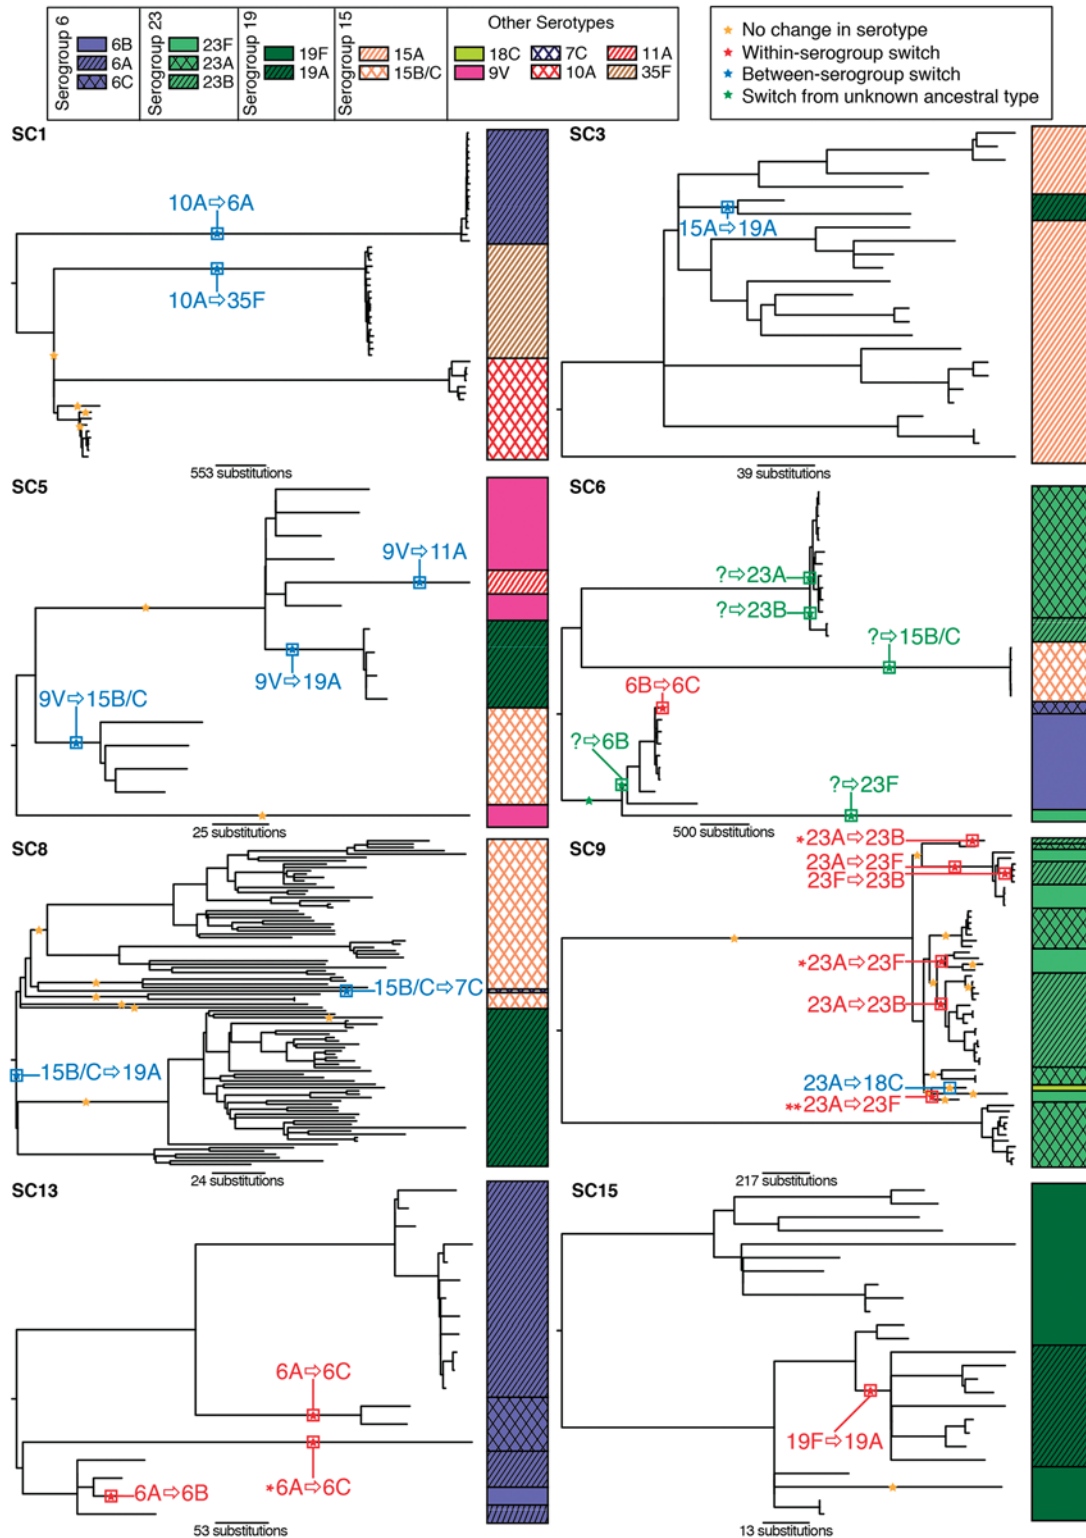 Serogroup 6
6B
6A
6C
Serogroup 23
23F
23A
23B
Serogroup 19
19F
19A
Serogroup 15
15A
15B/C
Other Serotypes
18C
9V
7C
10A
11A
35F
No change in serotype
Within-serogroup switch
Between-serogroup switch
Switch from unknown ancestral type
SC1
10A⇨6A
10A⇨35F
553 substitutions
SC3
15A⇨19A
39 substitutions
SC5
9V⇨11A
9V⇨19A
9V⇨15B/C
25 substitutions
SC6
?⇨23A
?⇨23B
?⇨15B/C
6B⇨6C
?⇨6B
?⇨23F
500 substitutions
SC8
15B/C⇨7C
15B/C⇨19A
24 substitutions
SC9
*23A⇨23B
23A⇨23F
23F⇨23B
*23A⇨23F
23A⇨23B
23A⇨18C
**23A⇨23F
217 substitutions
SC13
6A⇨6C
*6A⇨6C
6A⇨6B
53 substitutions
SC15
19F⇨19A
13 substitutions